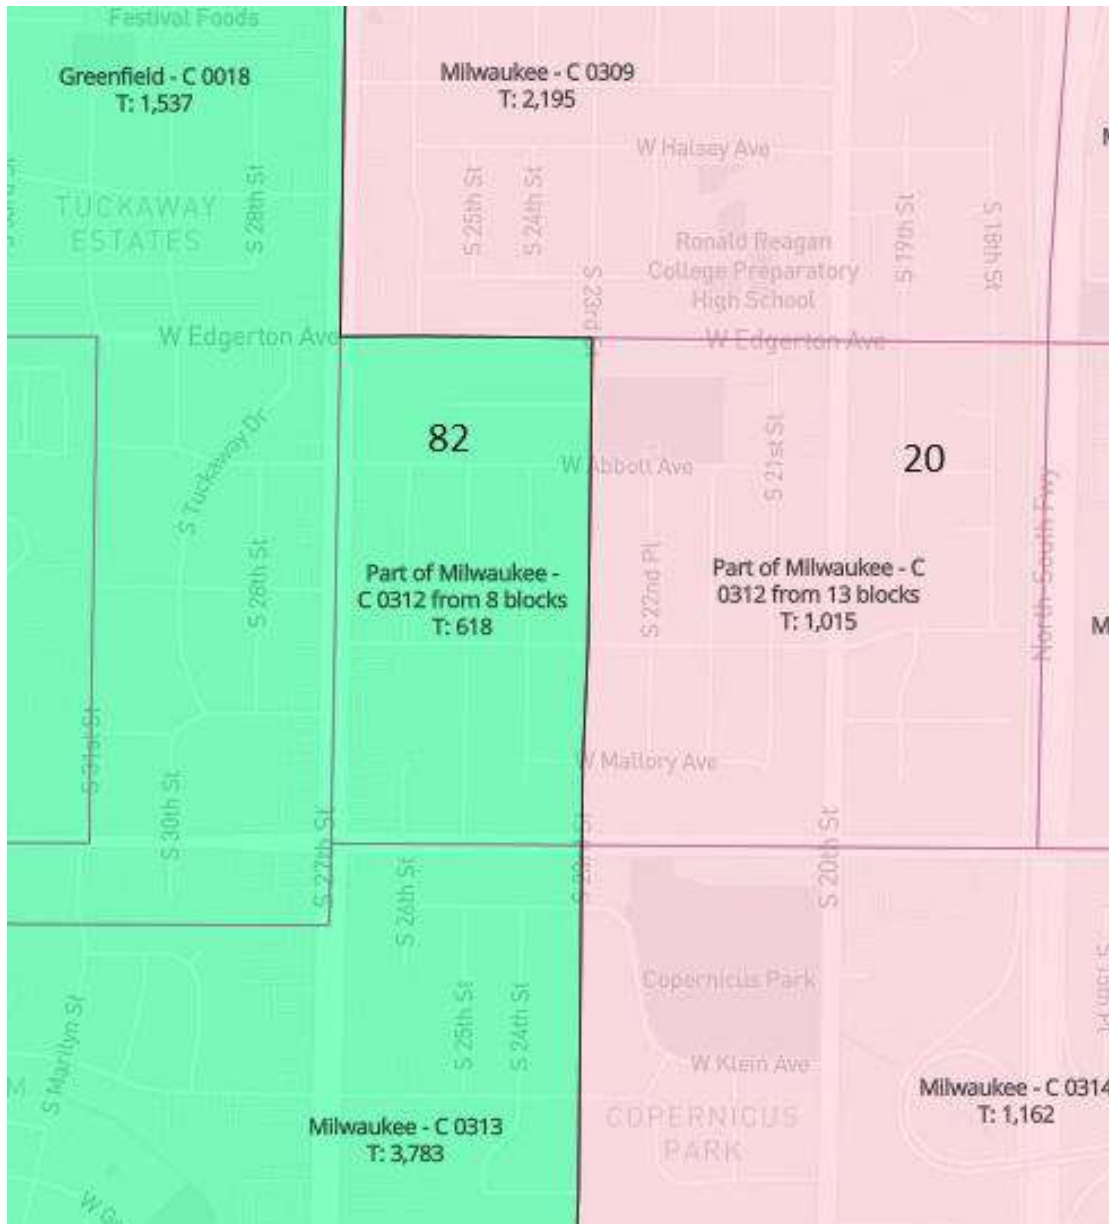 Festival Foods
Greenfield - C 0018
T: 1,537
Milwaukee - C 0309
T: 2,195
W Halsey Ave
S 25th St
S 24th St
S 28th St
TUCKAWAY
ESTATES
S 19th St
S 18th St
Ronald Reagan
College Preparatory
High School
S 23rd
W Edgerton Ave
W Edgerton Ave
82
20
S Tuckaway Dr
W Abbott Ave
S 21st St
North-South Fwy
S 28th St
Part of Milwaukee -
C 0312 from 8 blocks
T: 618
S 22nd Pl
Part of Milwaukee - C
0312 from 13 blocks
T: 1,015
M
S 31st St
W Mallory Ave
S 30th St
S 27th St
S 20th St
S 26th St
Copernicus Park
S 25th St
S 24th St
S Marilyn St
W Klein Ave
Milwaukee - C 0314
T: 1,162
COPERNICUS
PARK
Milwaukee - C 0313
T: 3,783